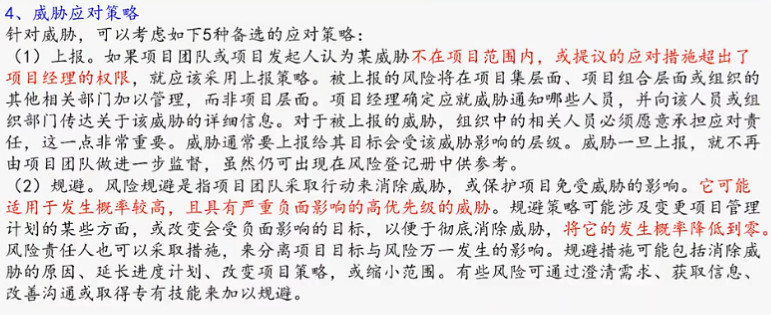 4、威胁应对策略
针对威胁，可以考虑如下5种备选的应对策略：
（1）上报。如果项目团队或项目发起人认为某威胁不在项目范围内，或提议的应对措施超出了
项目经理的权限，就应该采用上报策略。被上报的风险将在项目集层面、项目组合层面或组织的
其他相关部门加以管理，而非项目层面。项目经理确定应就威胁通知哪些人员，并向该人员或组
织部门传达关于该威胁的详细信息。对于被上报的威胁，组织中的相关人员必须愿意承担应对责
任，这一点非常重要。威胁通常要上报给其目标会受该威胁影响的层级。威胁一旦上报，就不再
由项目团队做进一步监督，虽然仍可出现在风险登记册中供参考。
（2）规避。风险规避是指项目团队采取行动来消除威胁，或保护项目免受威胁的影响。它可能
适用于发生概率较高，且具有严重负面影响的高优先级的威胁。规避策略可能涉及变更项目管理
计划的某些方面，或改变会受负面影响的目标，以便于彻底消除威胁，将它的发生概率降低到零。
风险责任人也可以采取措施，来分离项目目标与风险万一发生的影响。规避措施可能包括消除威
胁的原因、延长进度计划、改变项目策略，或缩小范围。有些风险可通过澄清需求、获取信息、
改善沟通或取得专有技能来加以规避。